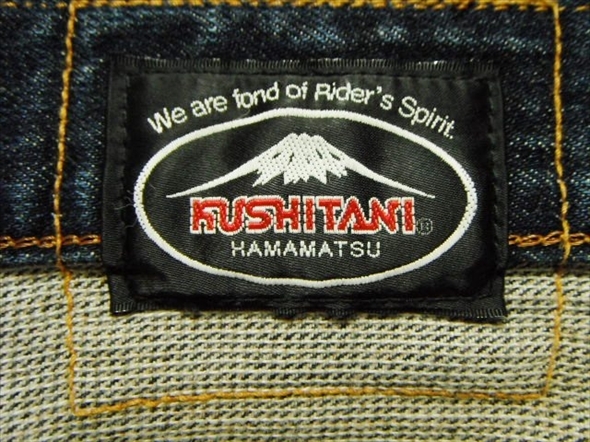 We are fond of Rider's Spirit.
KUSHITANI®
HAMAMATSU